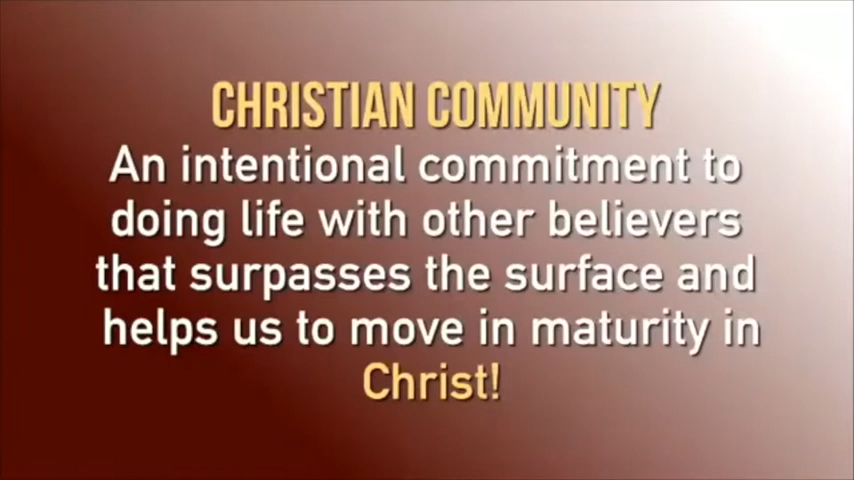 CHRISTIAN COMMUNITY
An intentional commitment to
doing life with other believers
that surpasses the surface and
helps us to move in maturity in
Christ!